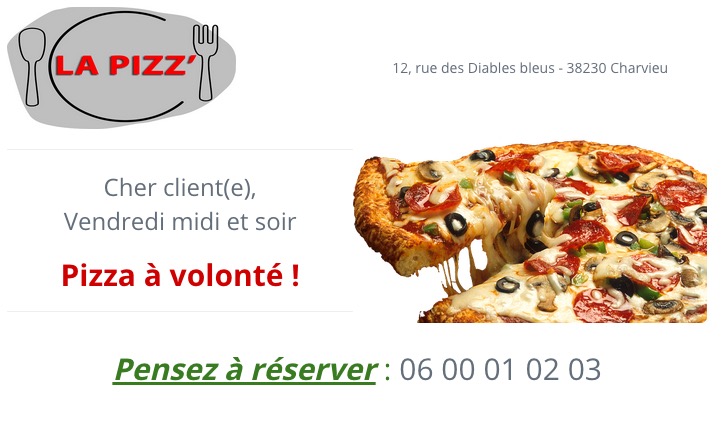 LA PIZZ'
12, rue des Diables bleus - 38230 Charvieu
Cher client(e),
Vendredi midi et soir
Pizza à volonté !
Pensez à réserver : 06 00 01 02 03